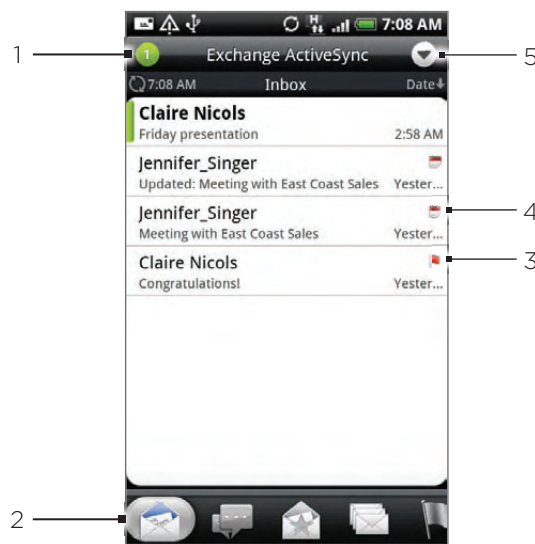 H
7:08 AM
1
1
Exchange ActiveSync
5
7:08 AM
Inbox
Date
Claire Nicols
Friday presentation
2:58 AM
Jennifer_Singer
Updated: Meeting with East Coast Sales
Yester...
Jennifer_Singer
4
Meeting with East Coast Sales
Yester...
Claire Nicols
3
Congratulations!
Yester...
2